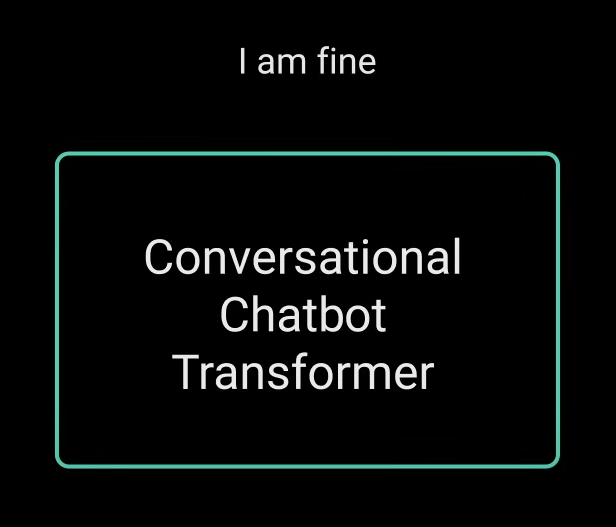 I am fine
Conversational
Chatbot
Transformer